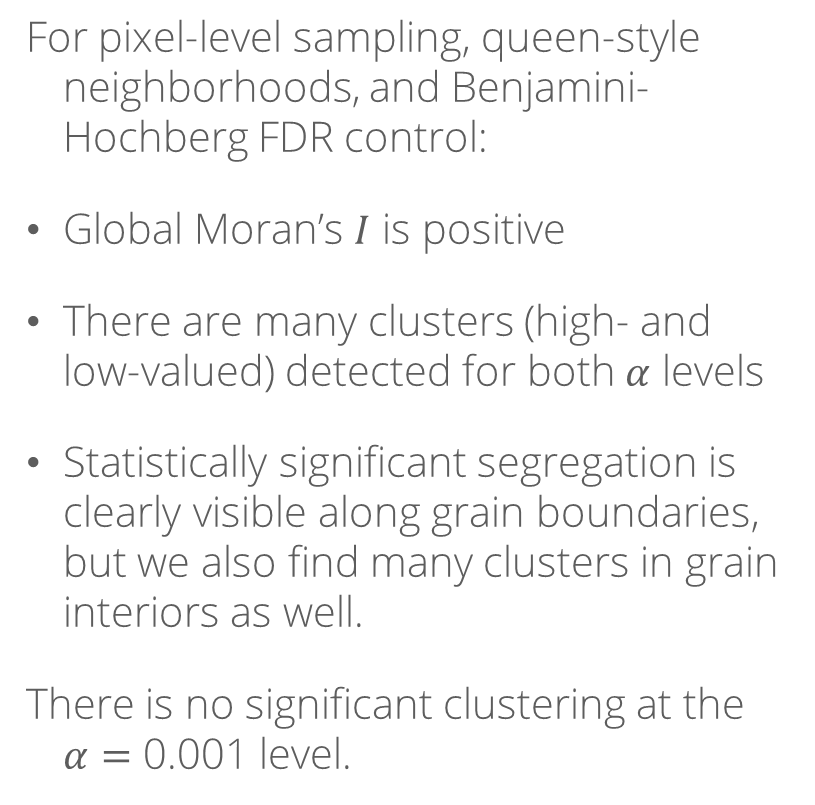 For pixel-level sampling, queen-style
neighborhoods, and Benjamini-
Hochberg FDR control:
• Global Moran's I is positive
• There are many clusters (high- and
low-valued) detected for both α levels
• Statistically significant segregation is
clearly visible along grain boundaries,
but we also find many clusters in grain
interiors as well.
There is no significant clustering at the
α = 0.001 level.